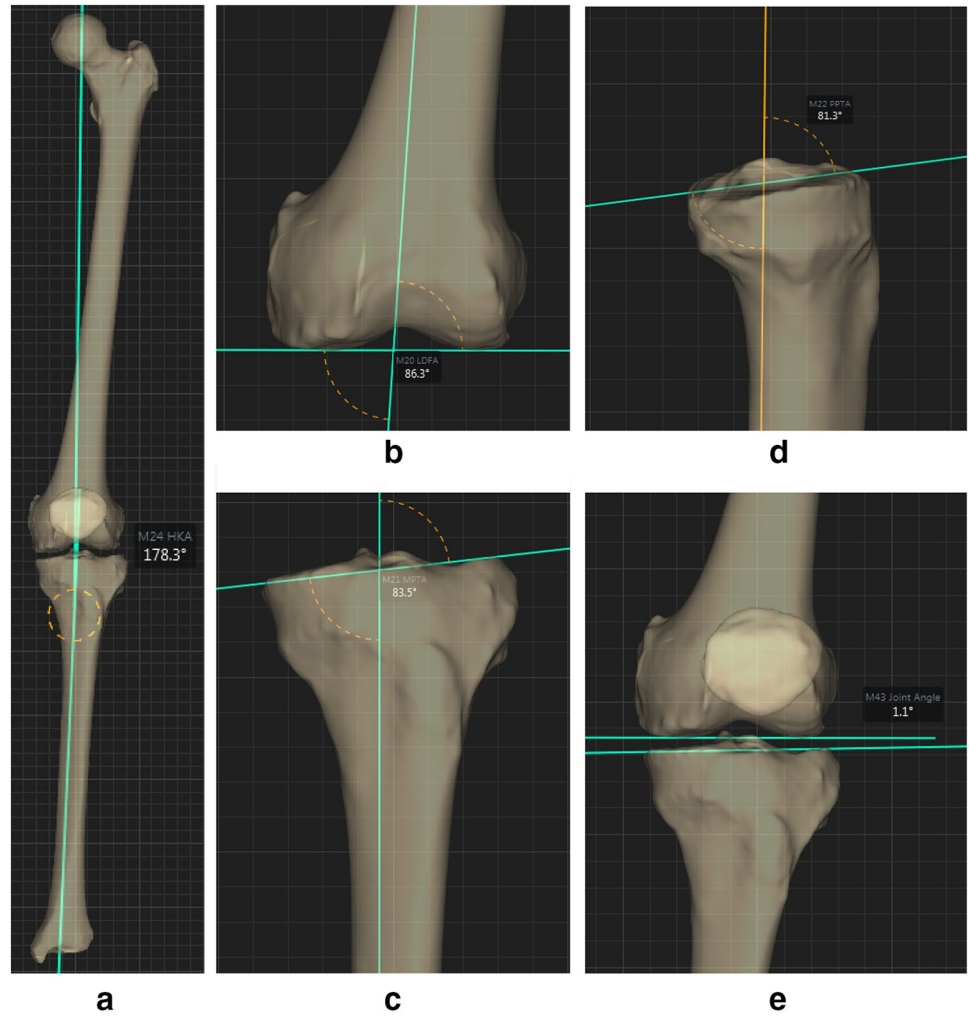 M24 HKA
178.3°
a
M20 LDFA
86.3°
b
M22 PPTA
81.3°
d
M21 MPTA
83.5°
c
M43 Joint Angle
1.1°
e